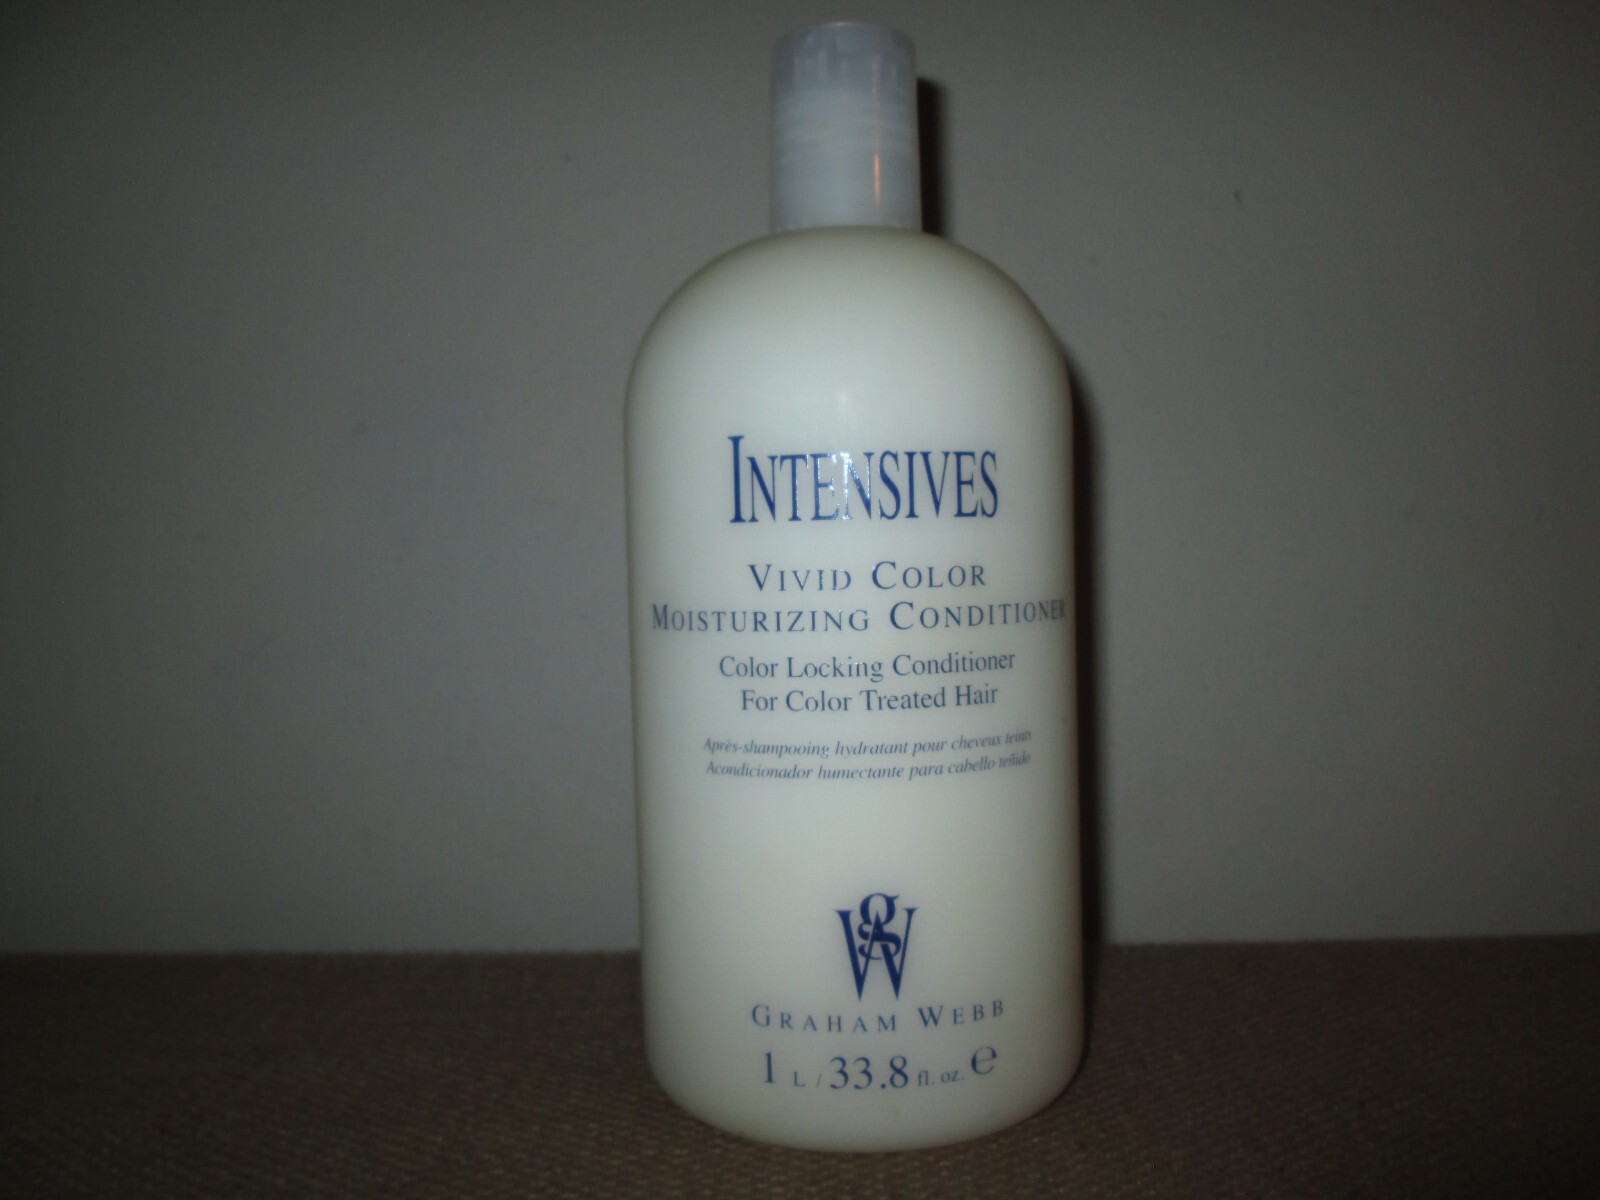 INTENSIVES
VIVID COLOR
MOISTURIZING CONDITIONER
Color Locking Conditioner
For Color Treated Hair
Après-shampooing hydratant pour cheveux teints
Acondicionador humectante para cabello teñido
gW
GRAHAM WEBB
1 L / 33.8 fl. oz. ℮